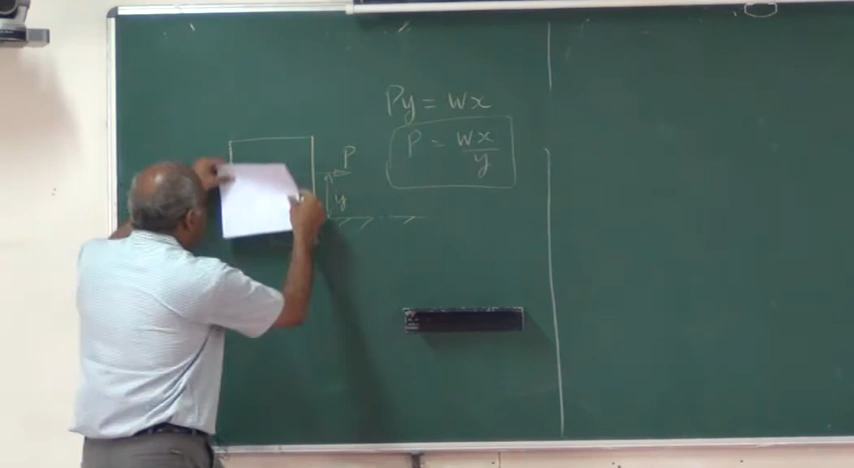 Py = wx
P = wx/y
P
y